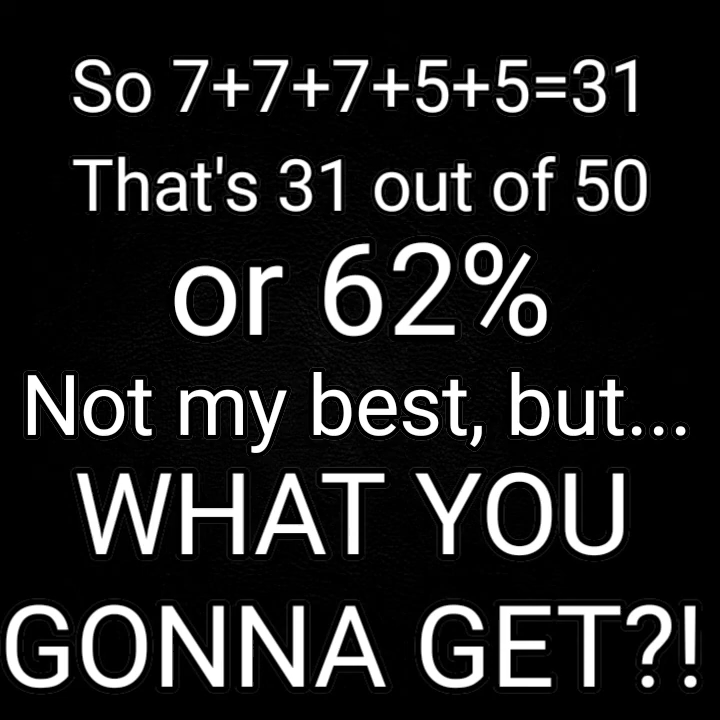 So 7+7+7+5+5=31
That's 31 out of 50
or 62%
Not my best, but...
WHAT YOU
GONNA GET?!